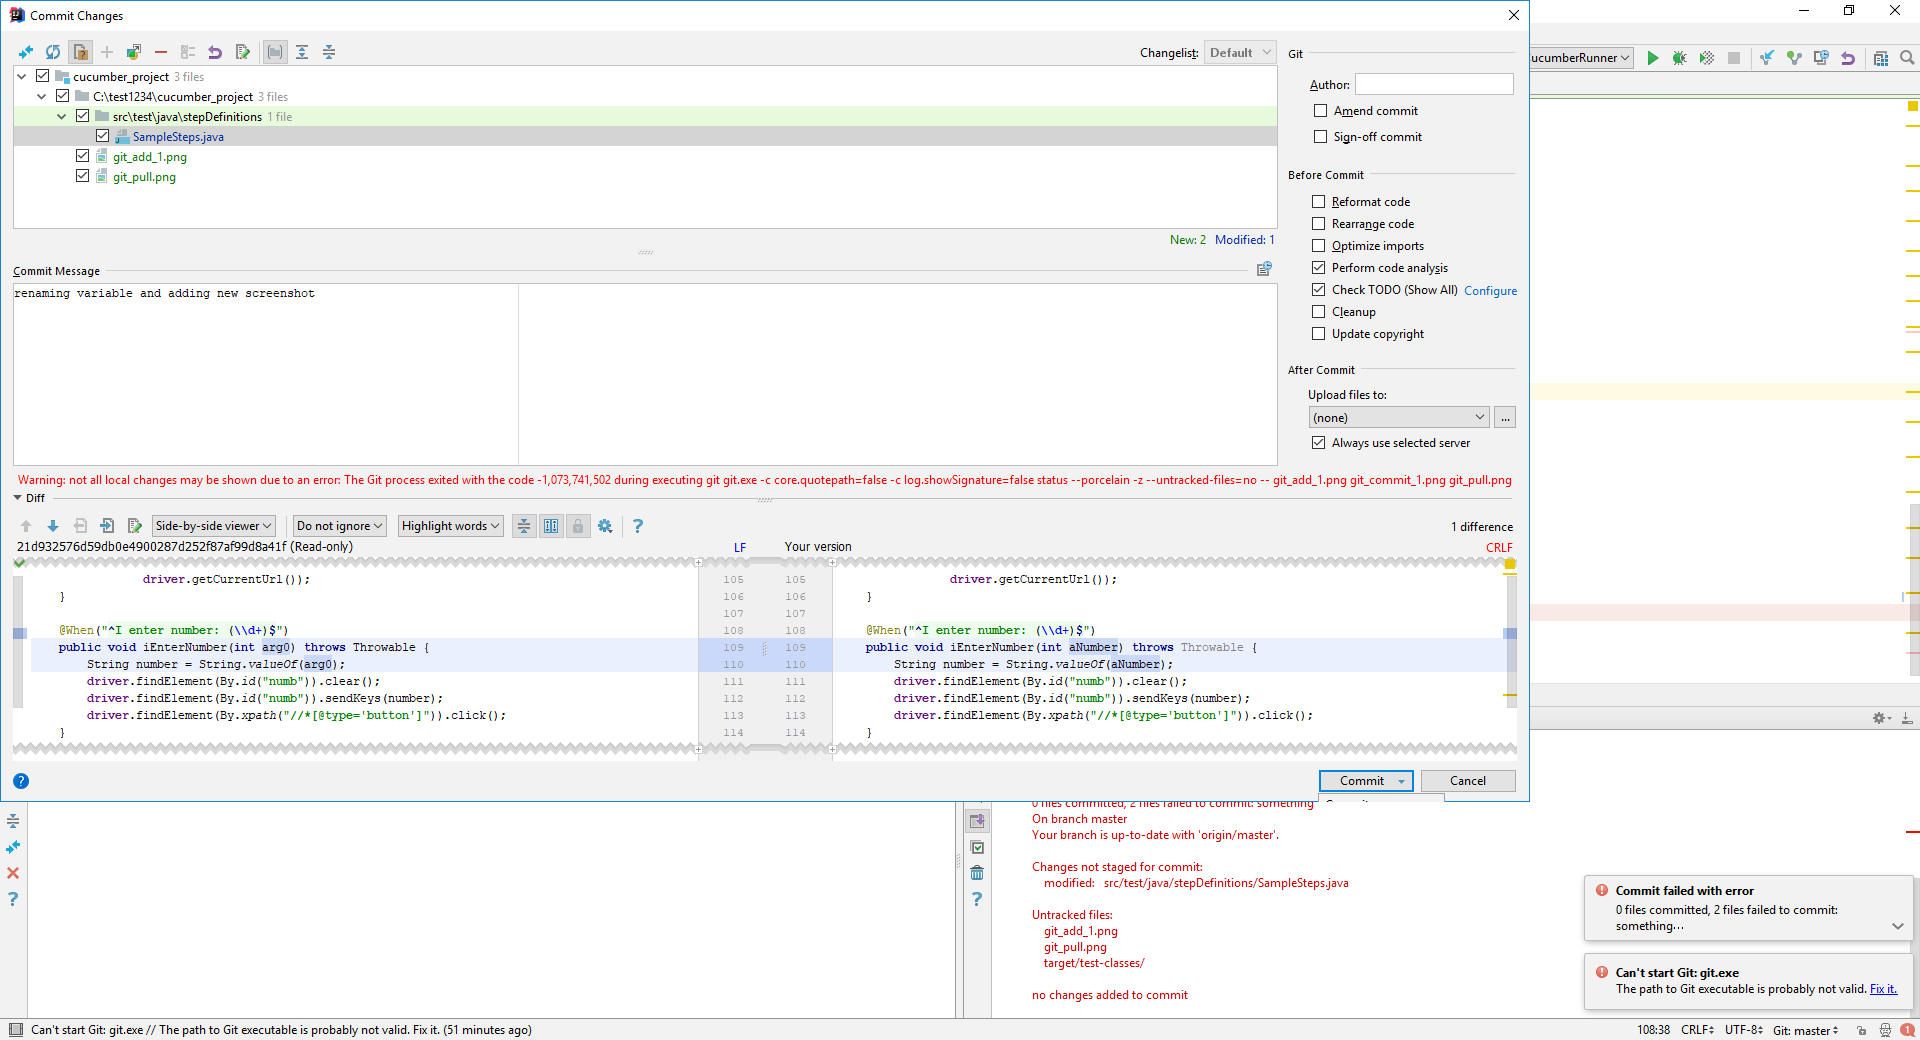 Commit Changes
Changelist: Default
cucumber_project 3 files
C:\test1234\cucumber_project 3 files
src\test\java\stepDefinitions 1 file
SampleSteps.java
git_add_1.png
git_pull.png
New: 2 Modified: 1
Commit Message
renaming variable and adding new screenshot
Git
Author:
Amend commit
Sign-off commit
Before Commit
Reformat code
Rearrange code
Optimize imports
Perform code analysis
Check TODO (Show All) Configure
Cleanup
Update copyright
After Commit
Upload files to:
(none)
...
Always use selected server
Warning: not all local changes may be shown due to an error: The Git process exited with the code -1,073,741,502 during executing git git.exe -c core.quotepath=false -c log.showSignature=false status --porcelain -z --untracked-files=no -- git_add_1.png git_commit_1.png git_pull.png
Diff
Side-by-side viewer Do not ignore Highlight words ? 1 difference
21d932576d59db0e4900287d252f87af99d8a41f (Read-only) LF Your version CRLF
driver.getCurrentUrl()); 105 105 driver.getCurrentUrl());
} 106 106 }
107 107
@When("^I enter number: (\\d+)$") 108 108 @When("^I enter number: (\\d+)$")
public void iEnterNumber(int arg0) throws Throwable { 109 109 public void iEnterNumber(int aNumber) throws Throwable {
String number = String.valueOf(arg0); 110 110 String number = String.valueOf(aNumber);
driver.findElement(By.id("numb")).clear(); 111 111 driver.findElement(By.id("numb")).clear();
driver.findElement(By.id("numb")).sendKeys(number); 112 112 driver.findElement(By.id("numb")).sendKeys(number);
driver.findElement(By.xpath("//*[@type='button']")).click(); 113 113 driver.findElement(By.xpath("//*[@type='button']")).click();
} 114 114 }
? Commit Cancel
ucumberRunner
0 files committed, 2 files failed to commit: something
On branch master
Your branch is up-to-date with 'origin/master'.
Changes not staged for commit:
modified: src/test/java/stepDefinitions/SampleSteps.java
Untracked files:
git_add_1.png
git_pull.png
target/test-classes/
no changes added to commit
Commit failed with error
0 files committed, 2 files failed to commit:
something...
Can't start Git: git.exe
The path to Git executable is probably not valid. Fix it.
Can't start Git: git.exe // The path to Git executable is probably not valid. Fix it. (51 minutes ago) 108:38 CRLF UTF-8 Git: master 1